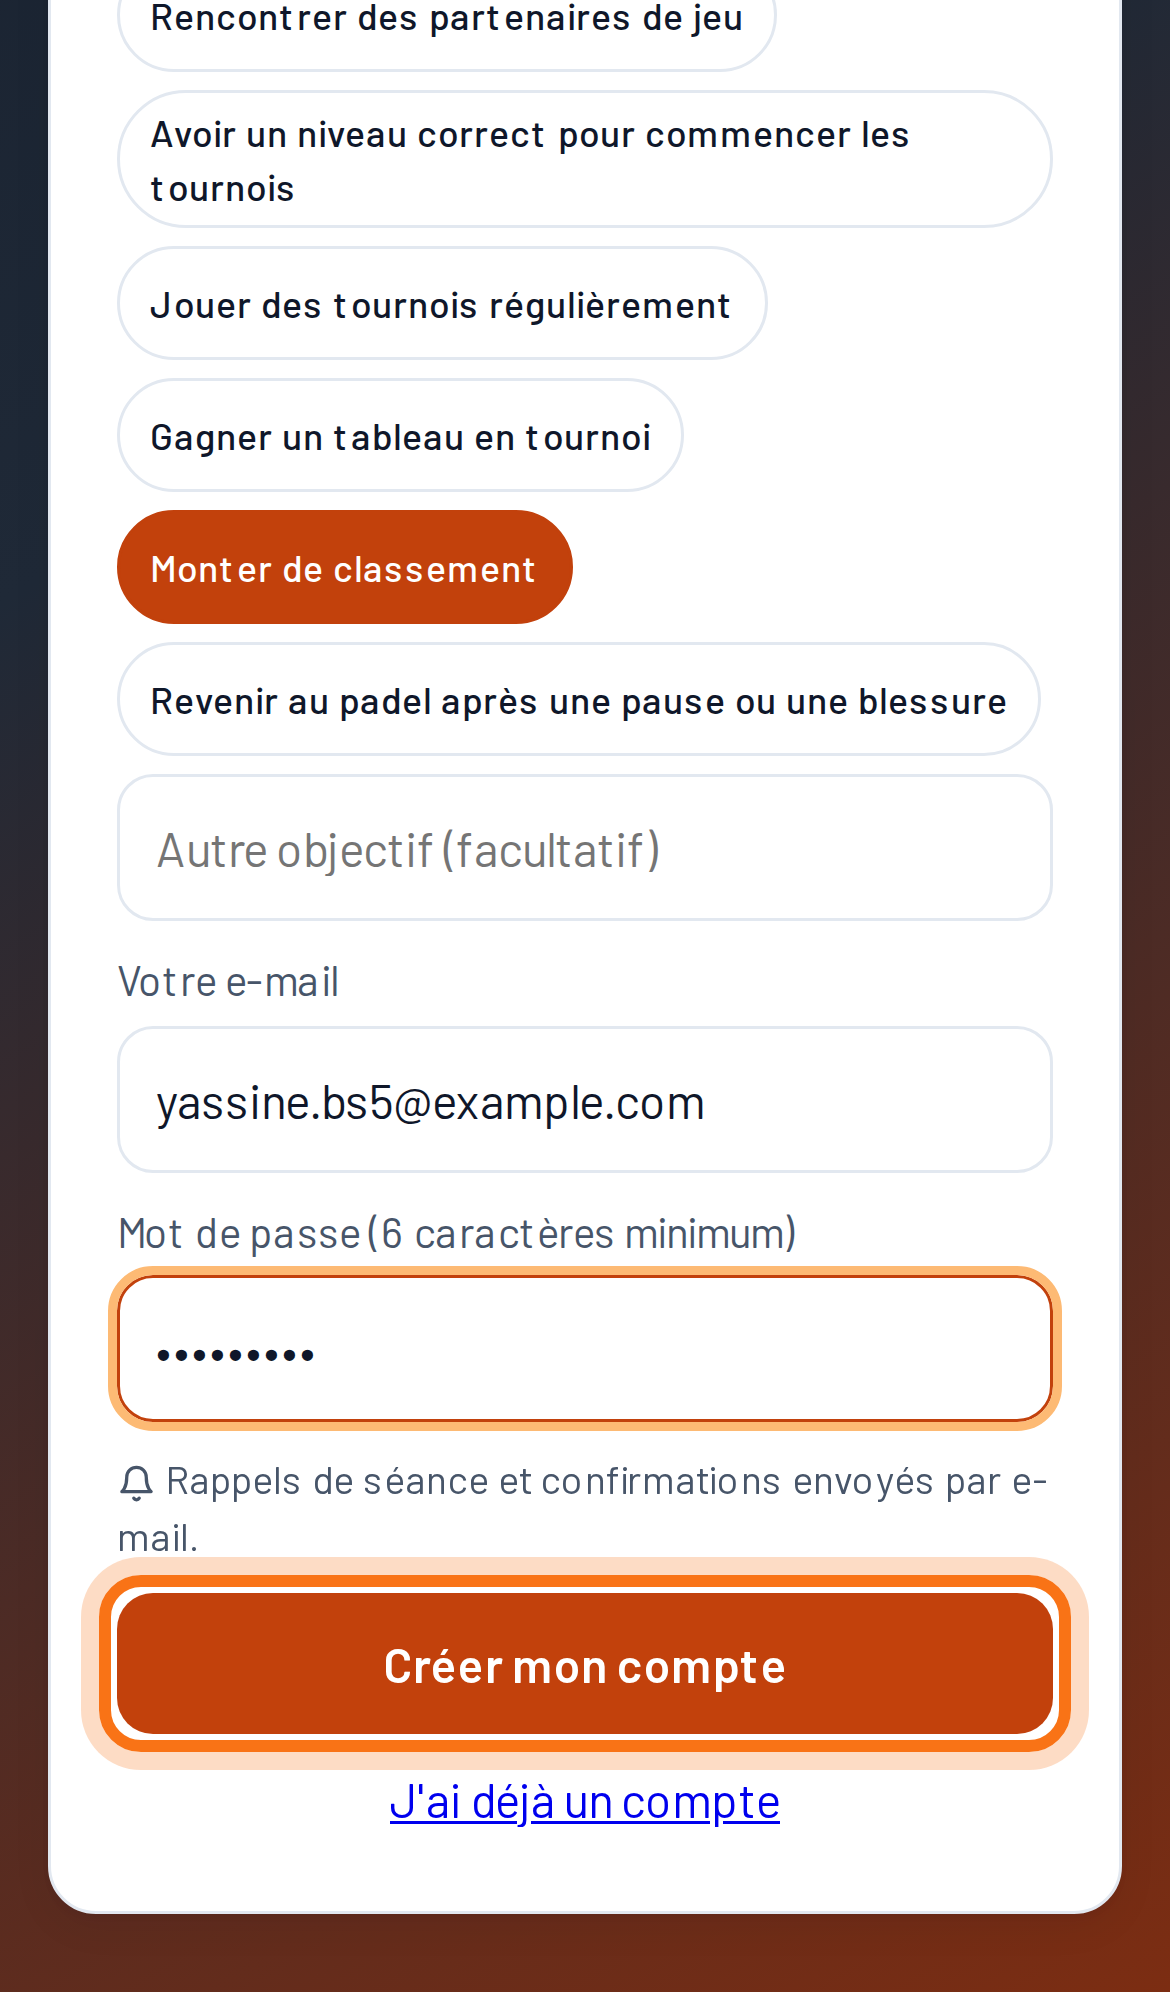 Rencontrer des partenaires de jeu
Avoir un niveau correct pour commencer les
tournois
Jouer des tournois régulièrement
Gagner un tableau en tournoi
Monter de classement
Revenir au padel après une pause ou une blessure
Autre objectif (facultatif)
Votre e-mail
yassine.bs5@example.com
Mot de passe (6 caractères minimum)
•••••••••
Rappels de séance et confirmations envoyés par e-
mail.
Créer mon compte
J'ai déjà un compte